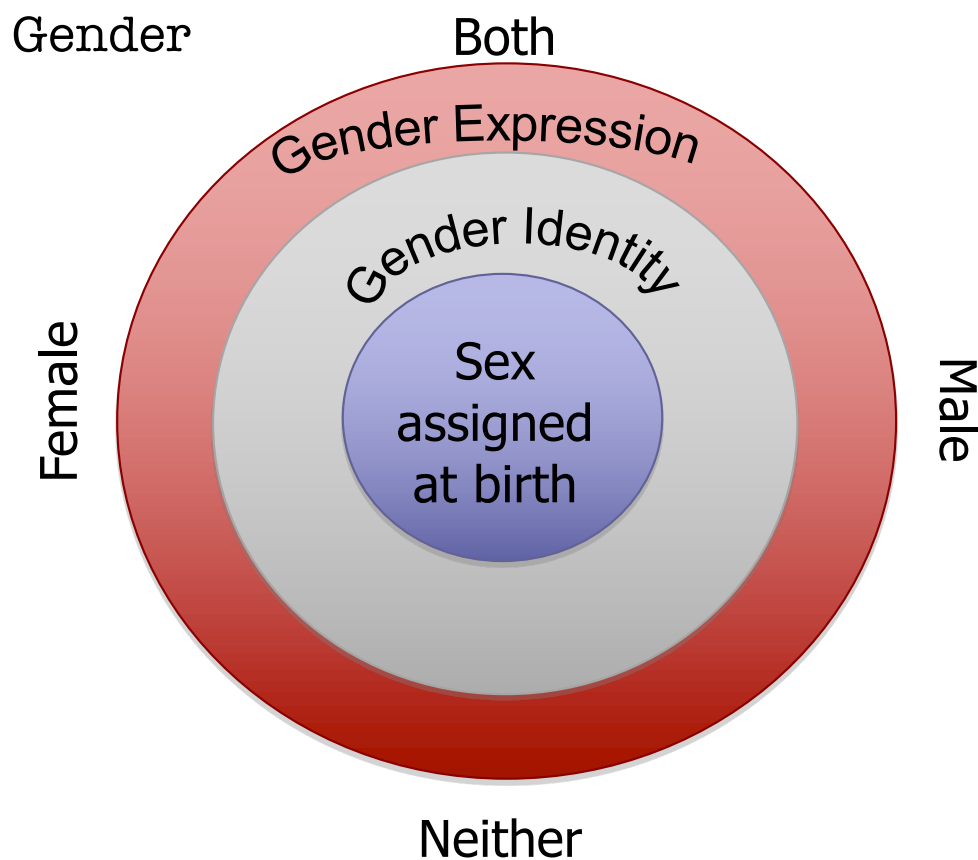 Gender
Both
Gender Expression
Gender Identity
Sex
assigned
at birth
Female
Male
Neither